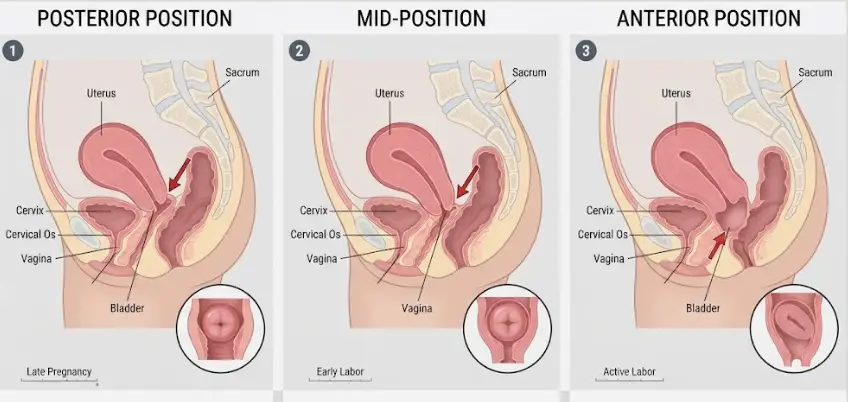 POSTERIOR POSITION
1
Sacrum
Uterus
Cervix
Cervical Os
Vagina
Bladder
Late Pregnancy
MID-POSITION
2
Sacrum
Uterus
Cervix
Cervical Os
Vagina
Vagina
Early Labor
ANTERIOR POSITION
3
Sacrum
Uterus
Cervix
Cervical Os
Vagina
Bladder
Active Labor